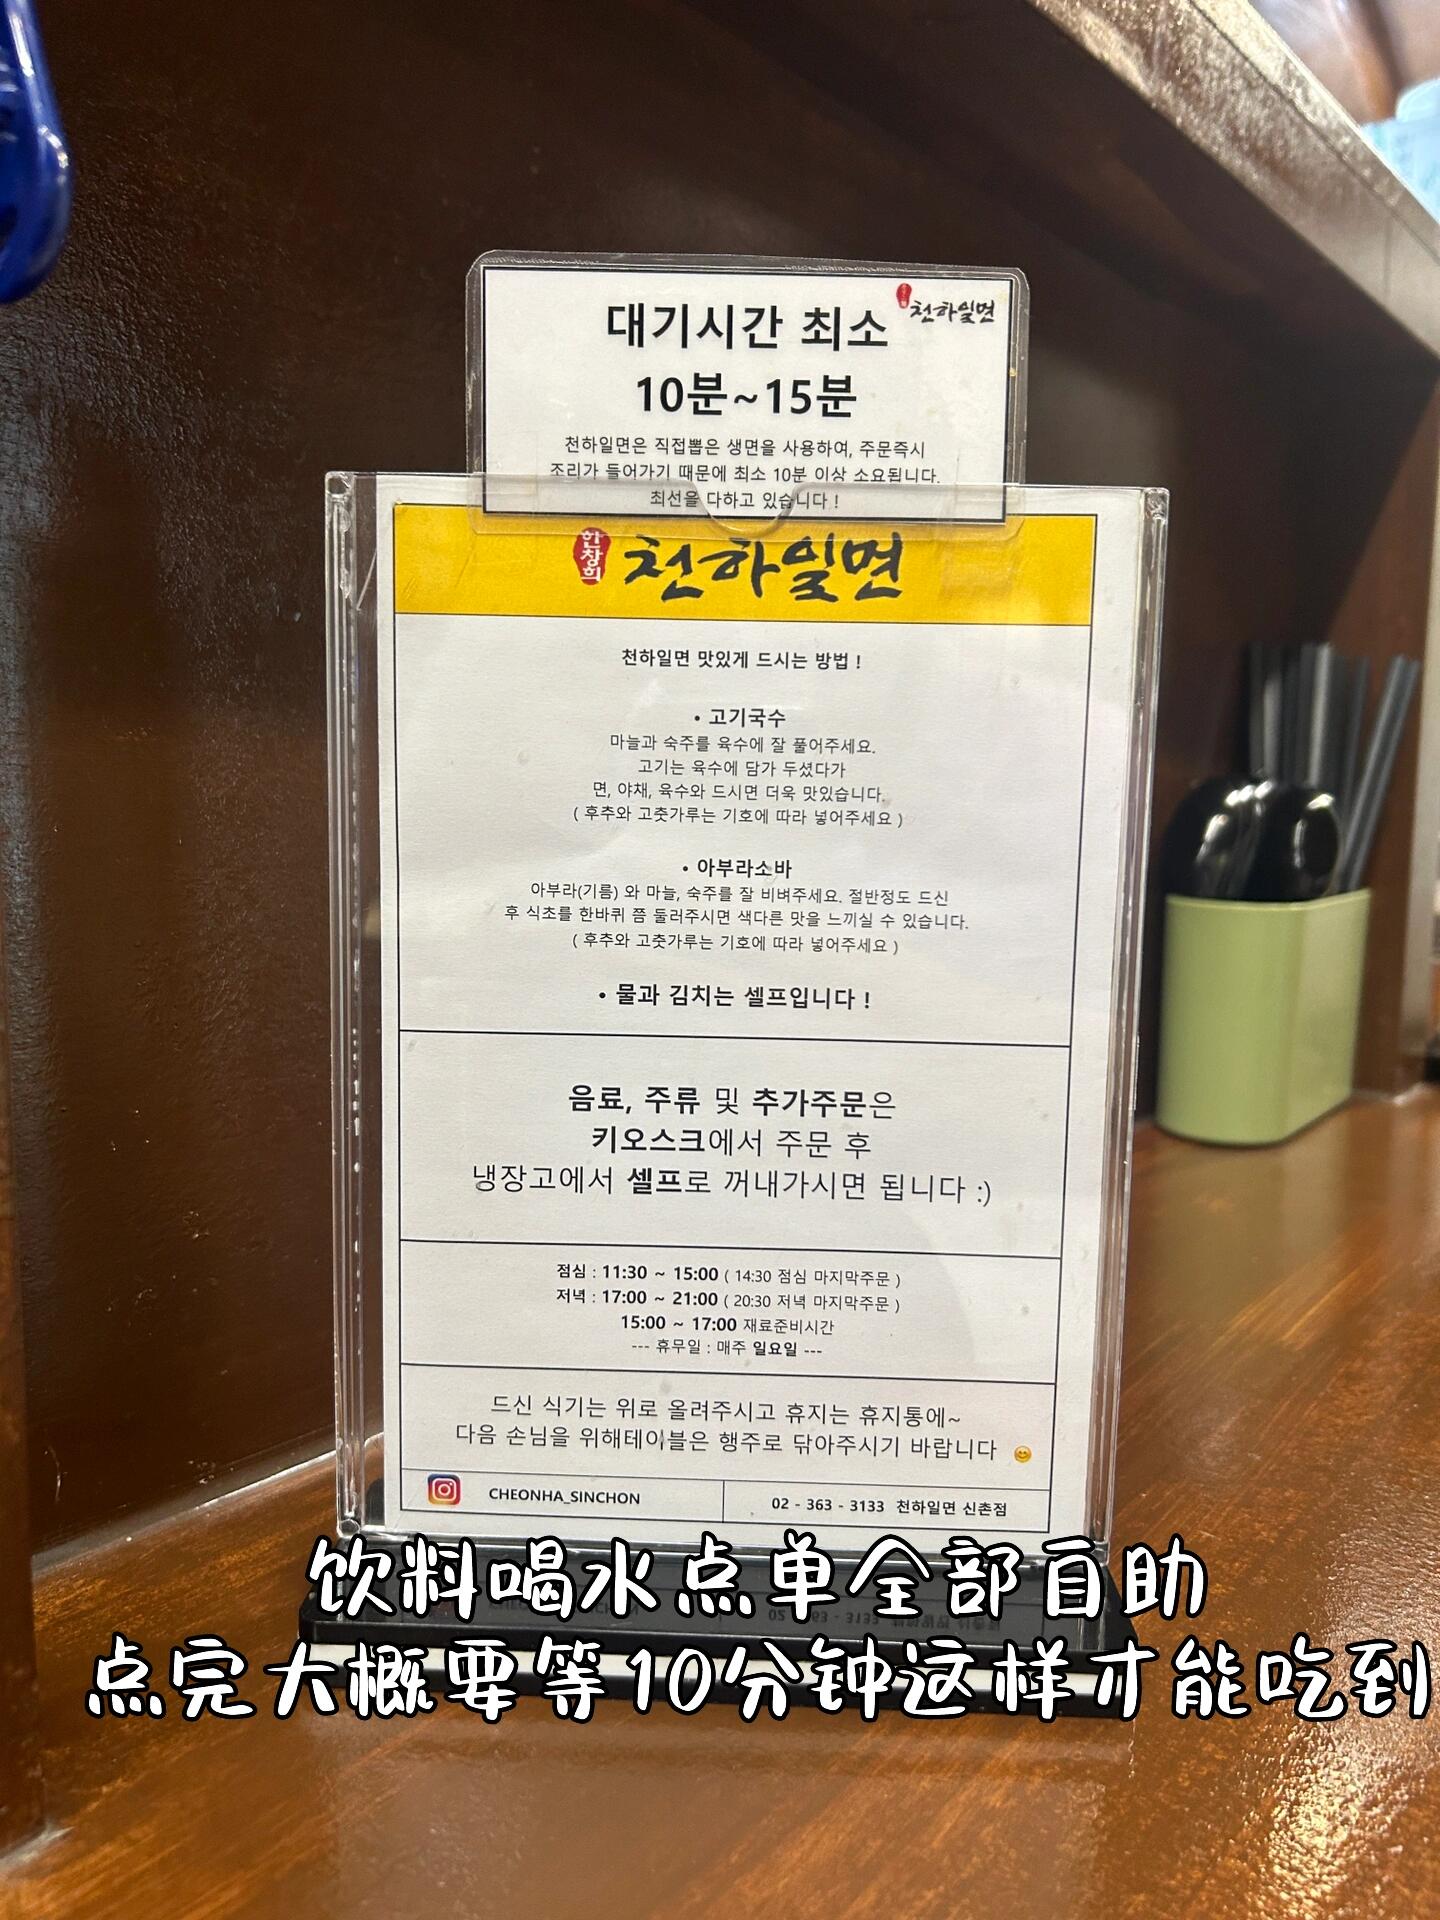 대기시간 최소
천하일면
10분~15분
천하일면은 직접뽑은 생면을 사용하여, 주문즉시
조리가 들어가기 때문에 최소 10분 이상 소요됩니다.
최선을 다하고 있습니다 !
한창희 천하일면
천하일면 맛있게 드시는 방법 !
• 고기국수
마늘과 숙주를 육수에 잘 풀어주세요.
고기는 육수에 담가 두셨다가
면, 야채, 육수와 드시면 더욱 맛있습니다.
( 후추와 고춧가루는 기호에 따라 넣어주세요 )
• 아부라소바
아부라(기름) 와 마늘, 숙주를 잘 비벼주세요. 절반정도 드신
후 식초를 한바퀴 쯤 둘러주시면 색다른 맛을 느끼실 수 있습니다.
( 후추와 고춧가루는 기호에 따라 넣어주세요 )
• 물과 김치는 셀프입니다 !
음료, 주류 및 추가주문은
키오스크에서 주문 후
냉장고에서 셀프로 꺼내가시면 됩니다 :)
점심 : 11:30 ~ 15:00 ( 14:30 점심 마지막주문 )
저녁 : 17:00 ~ 21:00 ( 20:30 저녁 마지막주문 )
15:00 ~ 17:00 재료준비시간
--- 휴무일 : 매주 일요일 ---
드신 식기는 위로 올려주시고 휴지는 휴지통에~
다음 손님을 위해테이블은 행주로 닦아주시기 바랍니다 😊
CHEONHA_SINCHON
02 - 363 - 3133 천하일면 신촌점
饮料喝水点单全部自助
点完大概要等10分钟这样才能吃到